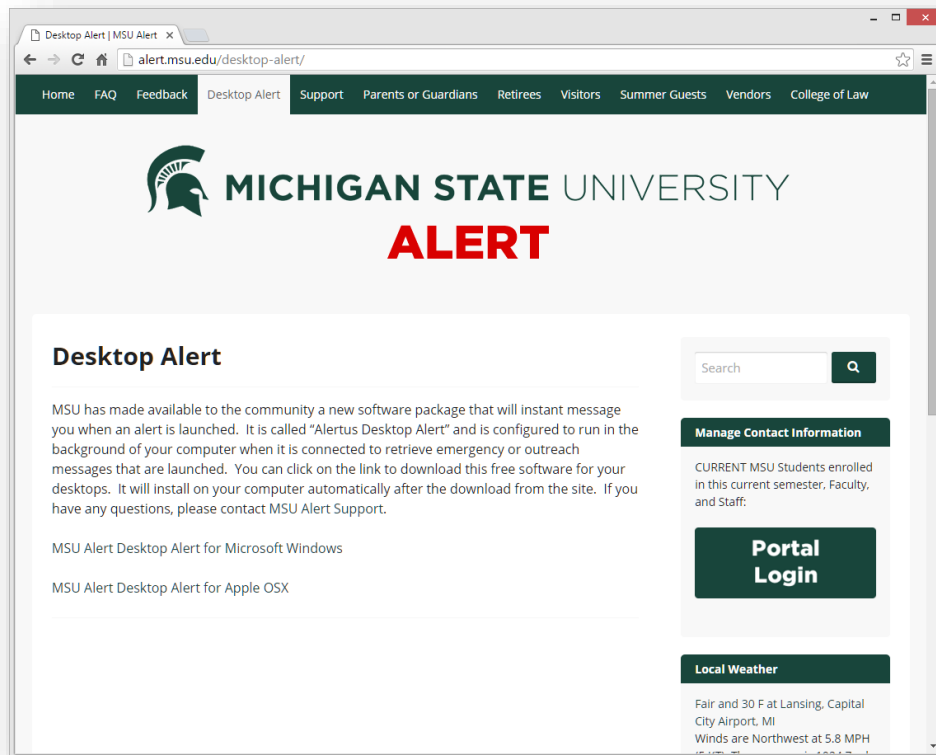 Desktop Alert | MSU Alert
alert.msu.edu/desktop-alert/
Home FAQ Feedback Desktop Alert Support Parents or Guardians Retirees Visitors Summer Guests Vendors College of Law
MICHIGAN STATE UNIVERSITY
ALERT
Desktop Alert
MSU has made available to the community a new software package that will instant message
you when an alert is launched.  It is called “Alertus Desktop Alert” and is configured to run in the
background of your computer when it is connected to retrieve emergency or outreach
messages that are launched.  You can click on the link to download this free software for your
desktops.  It will install on your computer automatically after the download from the site.  If you
have any questions, please contact MSU Alert Support.
MSU Alert Desktop Alert for Microsoft Windows
MSU Alert Desktop Alert for Apple OSX
Search
Manage Contact Information
CURRENT MSU Students enrolled
in this current semester, Faculty,
and Staff:
Portal
Login
Local Weather
Fair and 30 F at Lansing, Capital
City Airport, MI
Winds are Northwest at 5.8 MPH